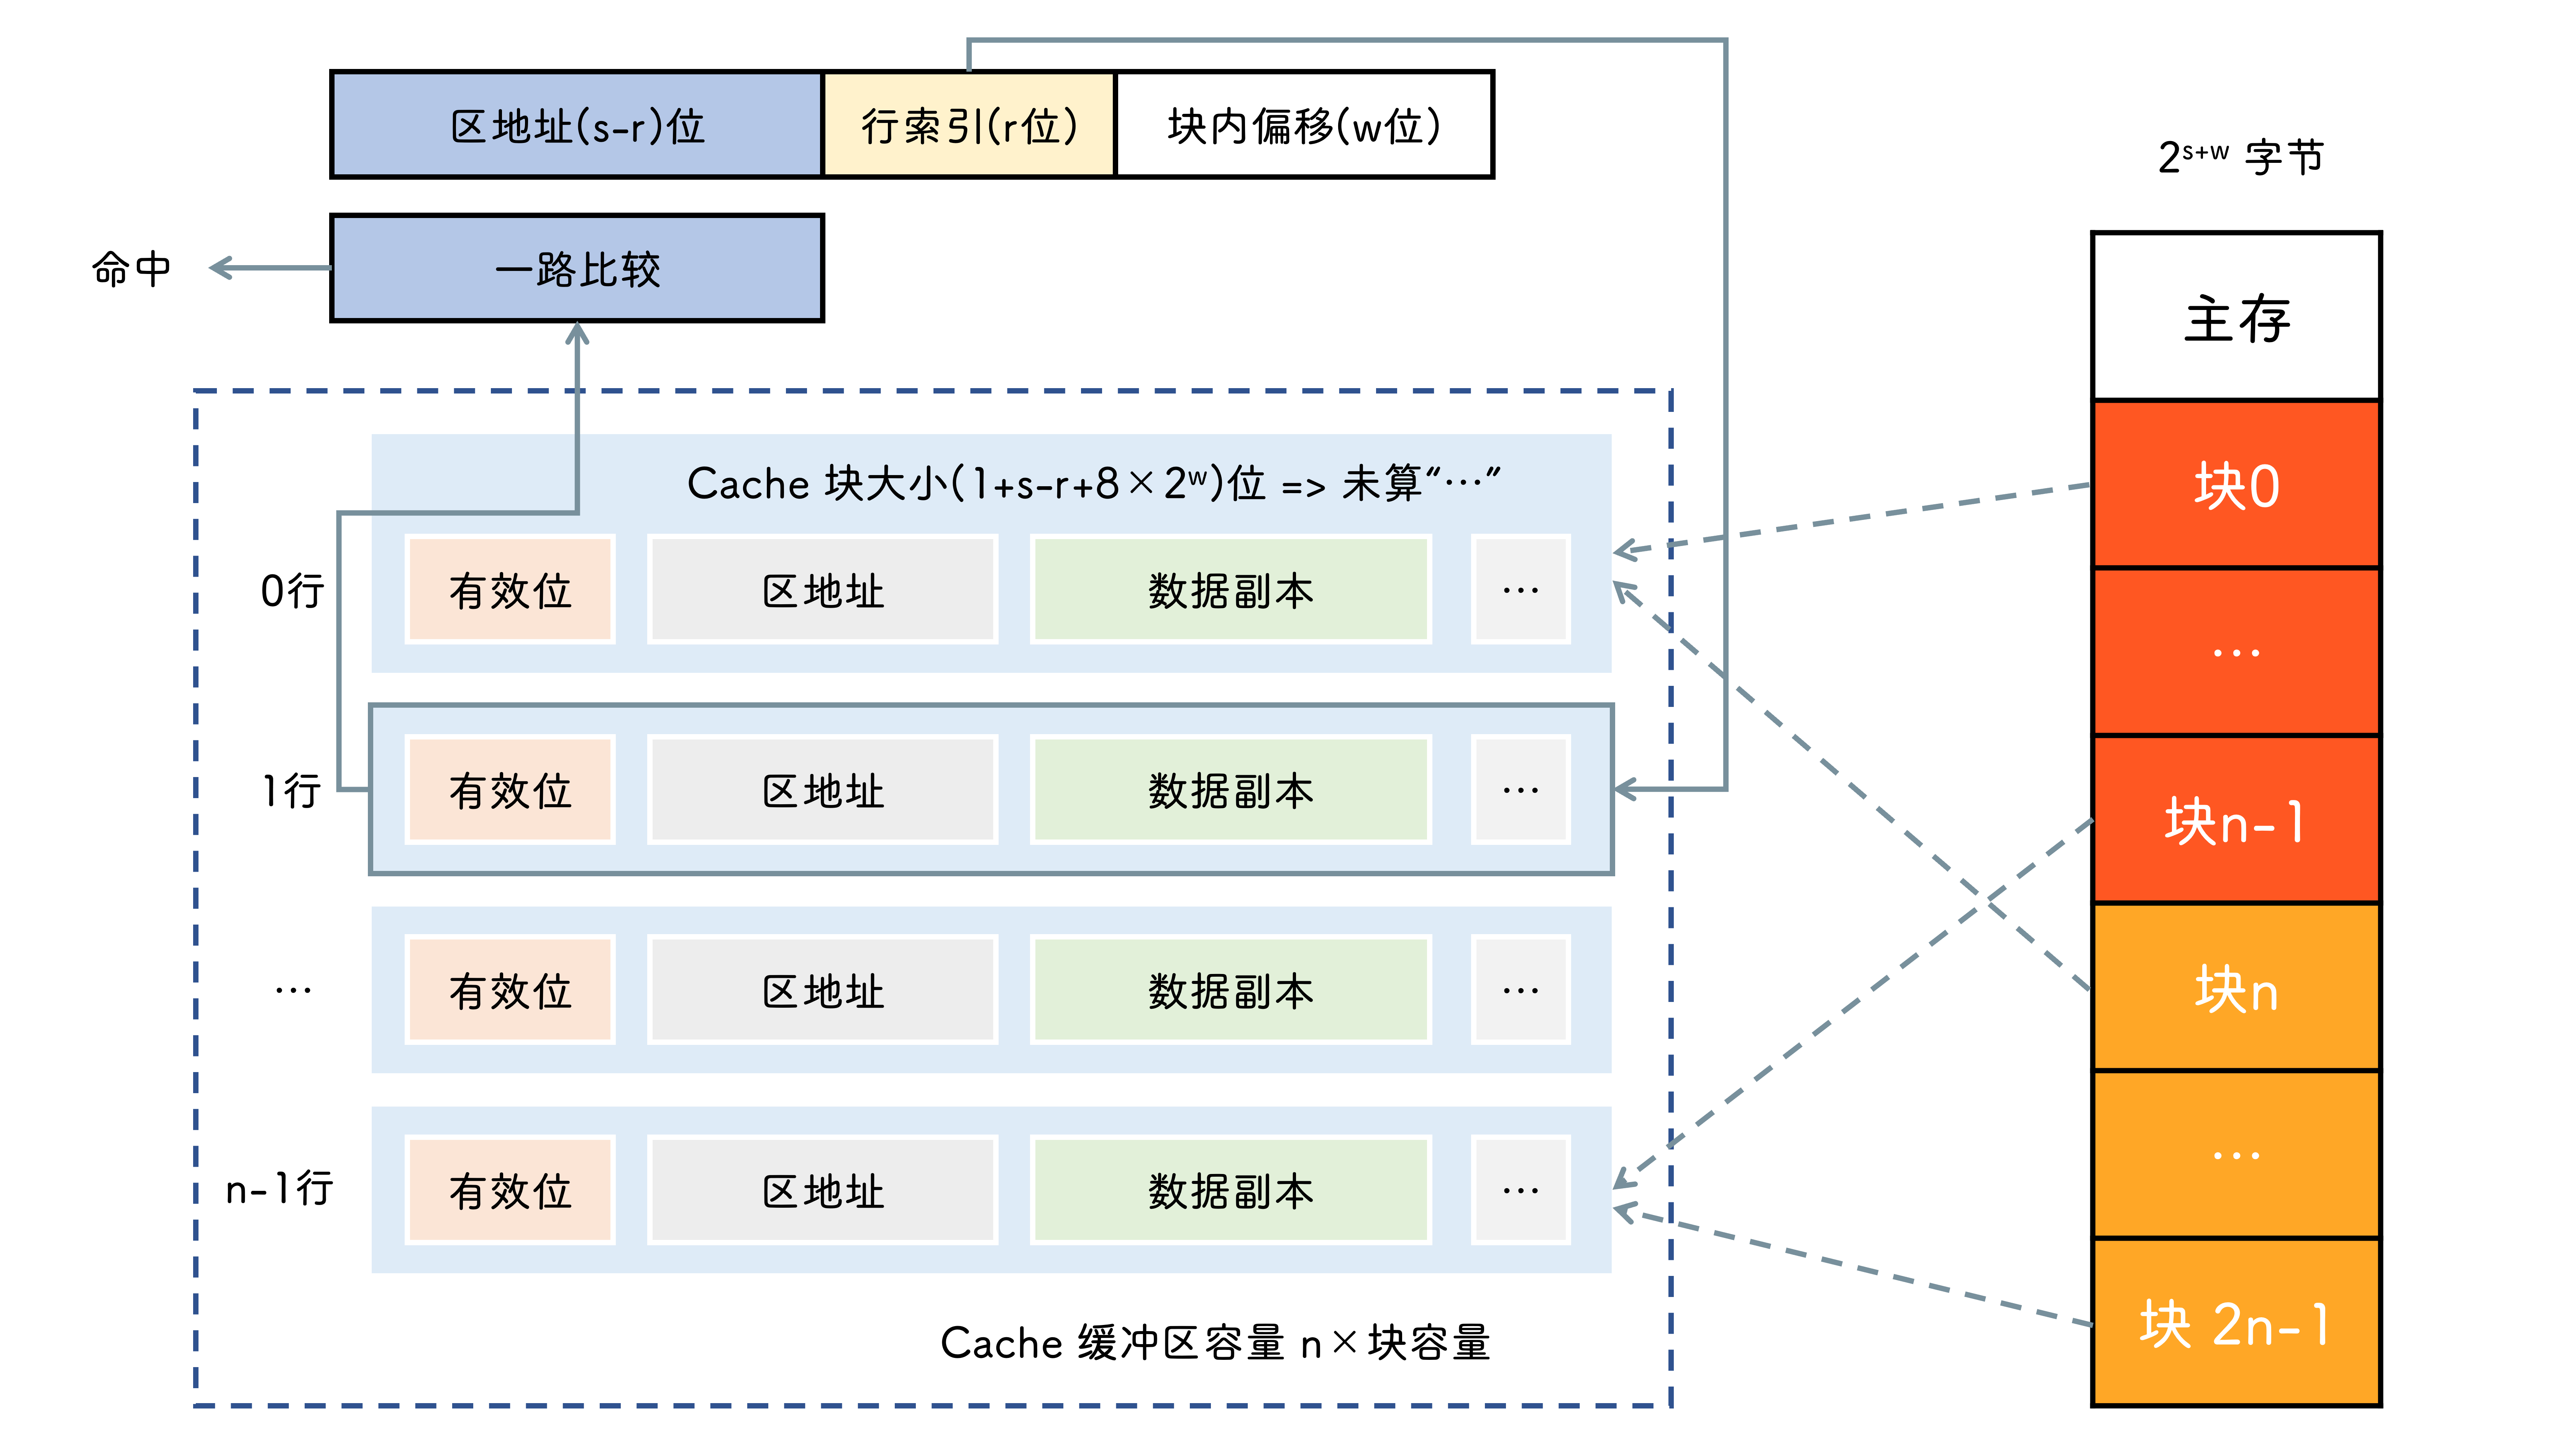 区地址(s-r)位
行索引(r位)
块内偏移(w位)
2ˢ⁺ʷ 字节
命中
一路比较
主存
Cache 块大小(1+s-r+8×2ʷ)位 => 未算“…”
块0
0行
有效位
区地址
数据副本
…
…
1行
有效位
区地址
数据副本
…
块n-1
…
有效位
区地址
数据副本
…
块n
…
n-1行
有效位
区地址
数据副本
…
块 2n-1
Cache 缓冲区容量 n×块容量